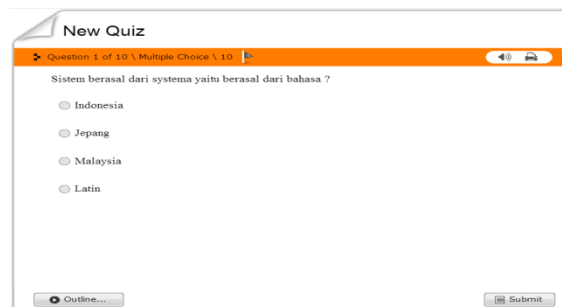 New Quiz
Question 1 of 10 \ Multiple Choice \ 10
Sistem berasal dari systema yaitu berasal dari bahasa ?
Indonesia
Jepang
Malaysia
Latin
Outline...
Submit